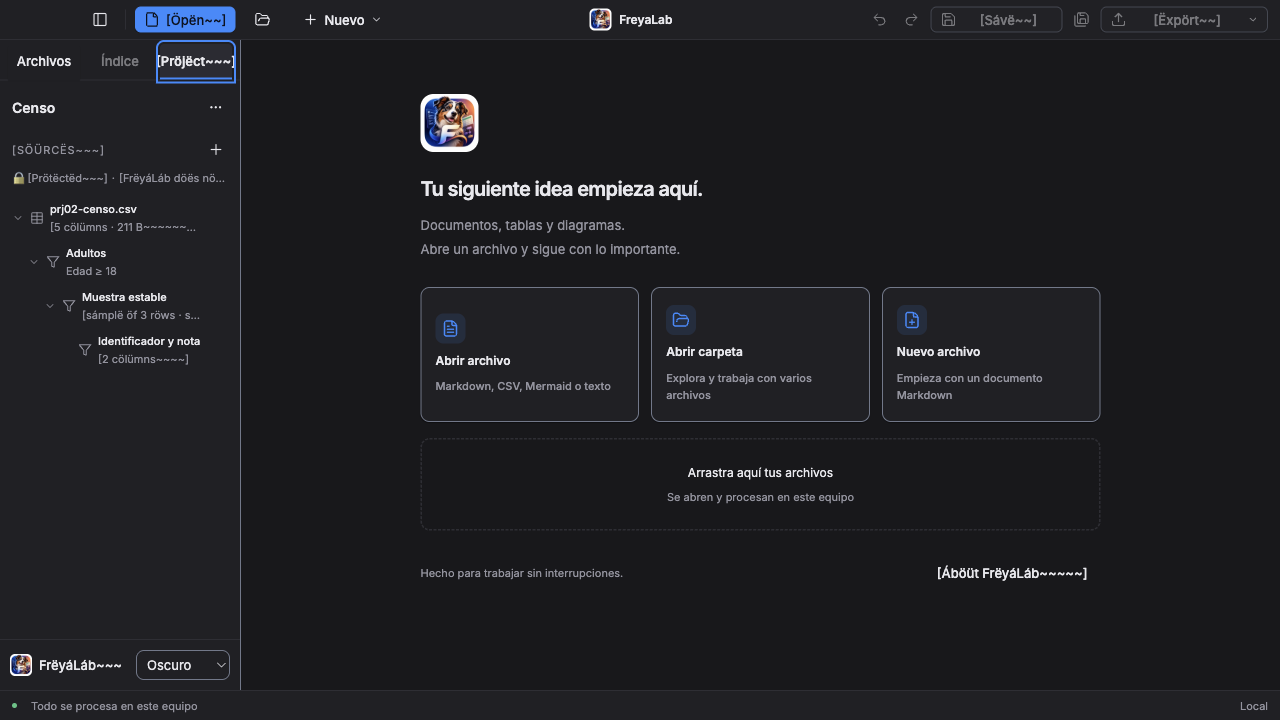 [Öpën~~]
Nuevo
FreyaLab
[Sávë~~]
[Ëxpört~~]
Archivos
Índice
[Pröjëct~~~]
Censo
[SÖÜRCËS~~~]
[Prötëctëd~~~] · [FrëyáLáb döës nö...
prj02-censo.csv
[5 cölümns · 211 B~~~~~~...
Adultos
Edad ≥ 18
Muestra estable
[sámplë öf 3 röws · s...
Identificador y nota
[2 cölümns~~~~]
Tu siguiente idea empieza aquí.
Documentos, tablas y diagramas.
Abre un archivo y sigue con lo importante.
Abrir archivo
Markdown, CSV, Mermaid o texto
Abrir carpeta
Explora y trabaja con varios
archivos
Nuevo archivo
Empieza con un documento
Markdown
Arrastra aquí tus archivos
Se abren y procesan en este equipo
Hecho para trabajar sin interrupciones.
[Áböüt FrëyáLáb~~~~~]
FrëyáLáb~~~
Oscuro
Todo se procesa en este equipo
Local